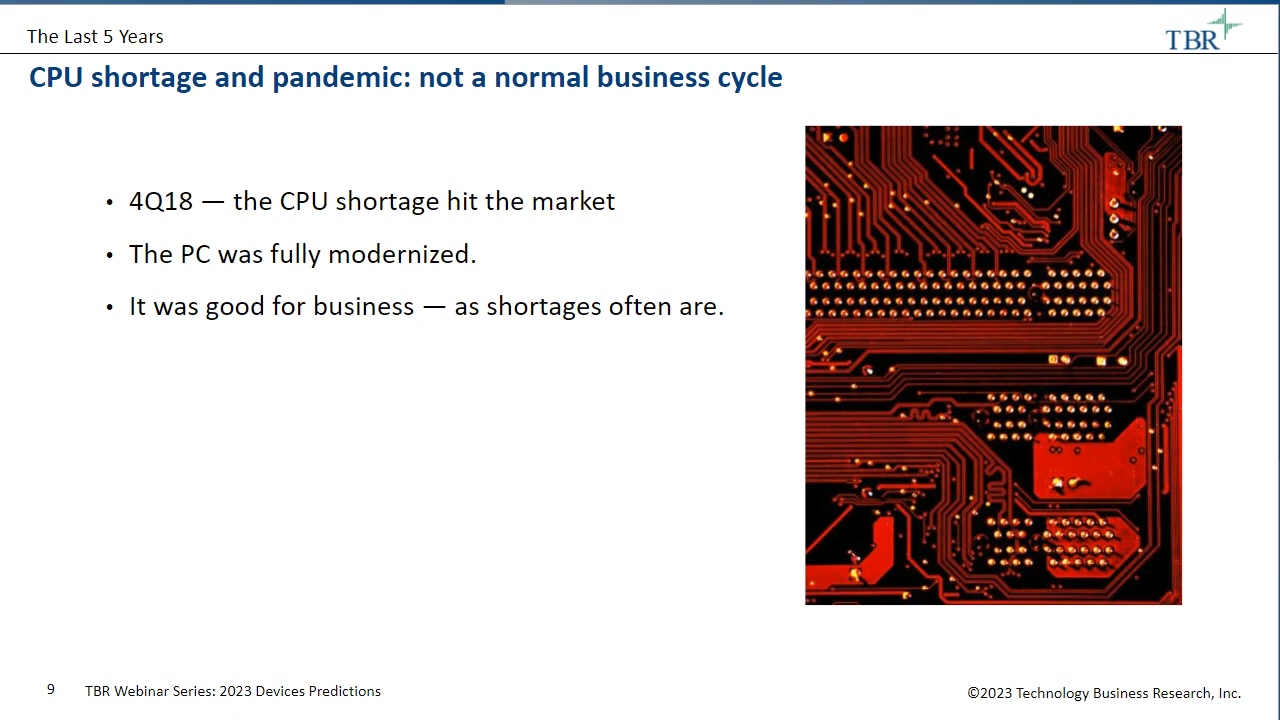 The Last 5 Years
TBR
CPU shortage and pandemic: not a normal business cycle
• 4Q18 — the CPU shortage hit the market
• The PC was fully modernized.
• It was good for business — as shortages often are.
9 TBR Webinar Series: 2023 Devices Predictions
©2023 Technology Business Research, Inc.